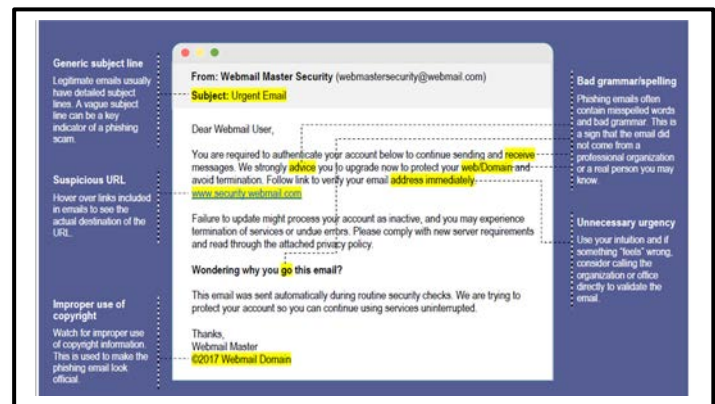 Generic subject line
Legitimate emails usually
have detailed subject
lines. A vague subject
line can be a key
indicator of a phishing
scam.
Suspicious URL
Hover over links included
in emails to see the
actual destination of the
URL.
Improper use of
copyright
Watch for improper use
of copyright information.
This is used to make the
phishing email look
official.
From: Webmail Master Security (webmastersecurity@webmail.com)
Subject: Urgent Email
Dear Webmail User,
You are required to authenticate your account below to continue sending and receive
messages. We strongly advice you to upgrade now to protect your web/Domain and
avoid termination. Follow link to verify your email address immediately
www.security.webmail.com
Failure to update might process your account as inactive, and you may experience
termination of services or undue errbrs. Please comply with new server requirements
and read through the attached privacy policy.
Wondering why you go this email?
This email was sent automatically during routine security checks. We are trying to
protect your account so you can continue using services uninterrupted.
Thanks,
Webmail Master
©2017 Webmail Domain
Bad grammar/spelling
Phishing emails often
contain misspelled words
and bad grammar. This is
a sign that the email did
not come from a
professional organization
or a real person you may
know.
Unnecessary urgency
Use your intuition and if
something "feels" wrong,
consider calling the
organization or office
directly to validate the
email.